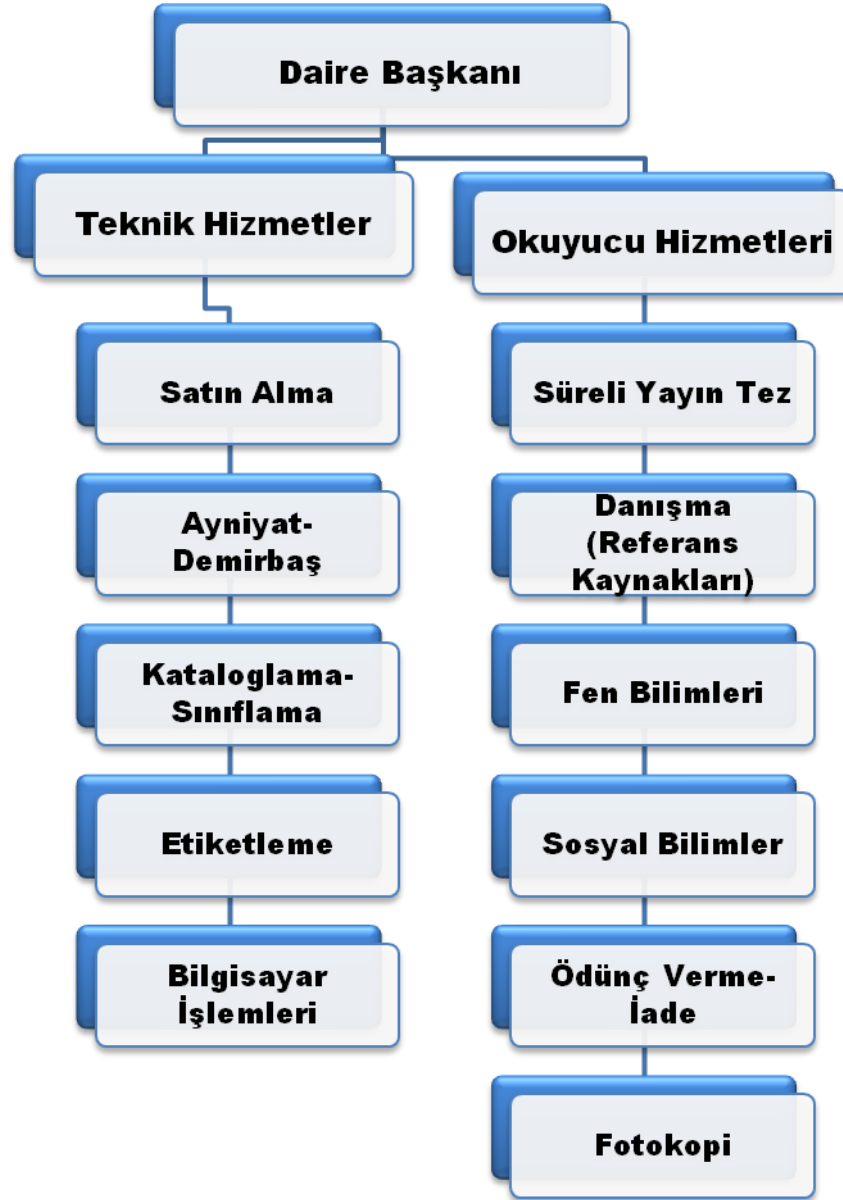 Daire Başkanı
Teknik Hizmetler
Satın Alma
Ayniyat-
Demirbaş
Kataloglama-
Sınıflama
Etiketleme
Bilgisayar
İşlemleri
Okuyucu Hizmetleri
Süreli Yayın Tez
Danışma
(Referans
Kaynakları)
Fen Bilimleri
Sosyal Bilimler
Ödünç Verme-
İade
Fotokopi